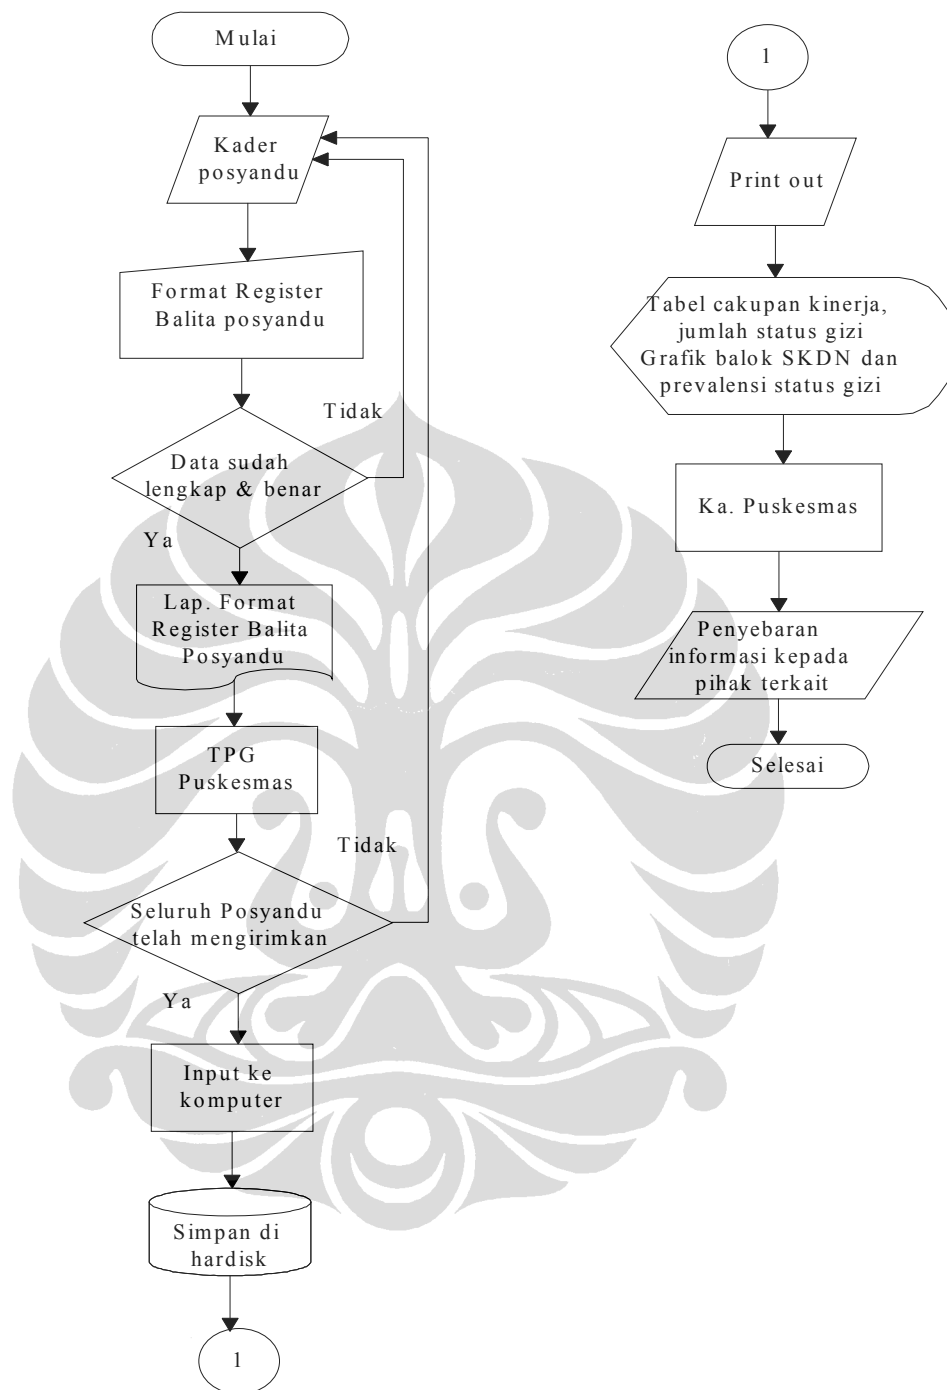 Mulai
Kader
posyandu
Format Register
Balita posyandu
Tidak
Data sudah
lengkap & benar
Ya
Lap. Format
Register Balita
Posyandu
TPG
Puskesmas
Tidak
Seluruh Posyandu
telah mengirimkan
Ya
Input ke
komputer
Simpan di
hardisk
1
1
Print out
Tabel cakupan kinerja,
jumlah status gizi
Grafik balok SKDN dan
prevalensi status gizi
Ka. Puskesmas
Penyebaran
informasi kepada
pihak terkait
Selesai